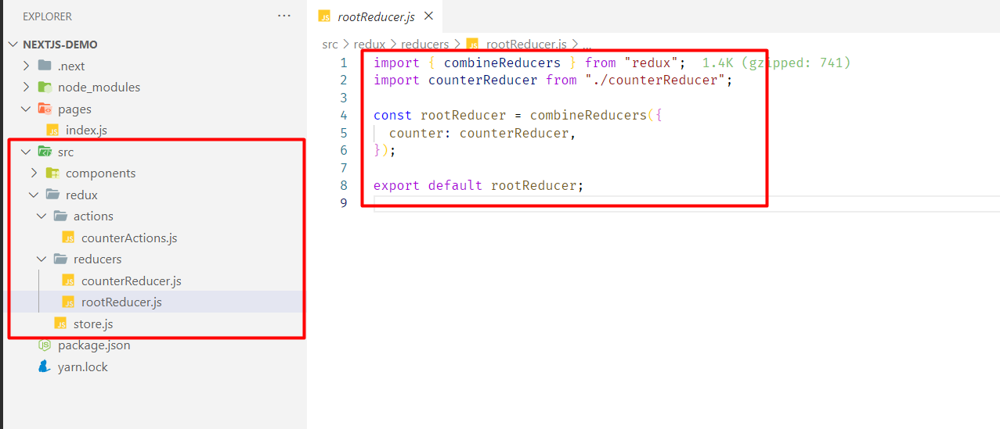 EXPLORER
...
NEXTJS-DEMO
.next
node_modules
pages
index.js
src
components
redux
actions
counterActions.js
reducers
counterReducer.js
rootReducer.js
store.js
package.json
yarn.lock
JS rootReducer.js ×
src > redux > reducers > JS rootReducer.js > ...
1 import { combineReducers } from "redux"; 1.4K (gzipped: 741)
2 import counterReducer from "./counterReducer";
3
4 const rootReducer = combineReducers({
5   counter: counterReducer,
6 });
7
8 export default rootReducer;
9